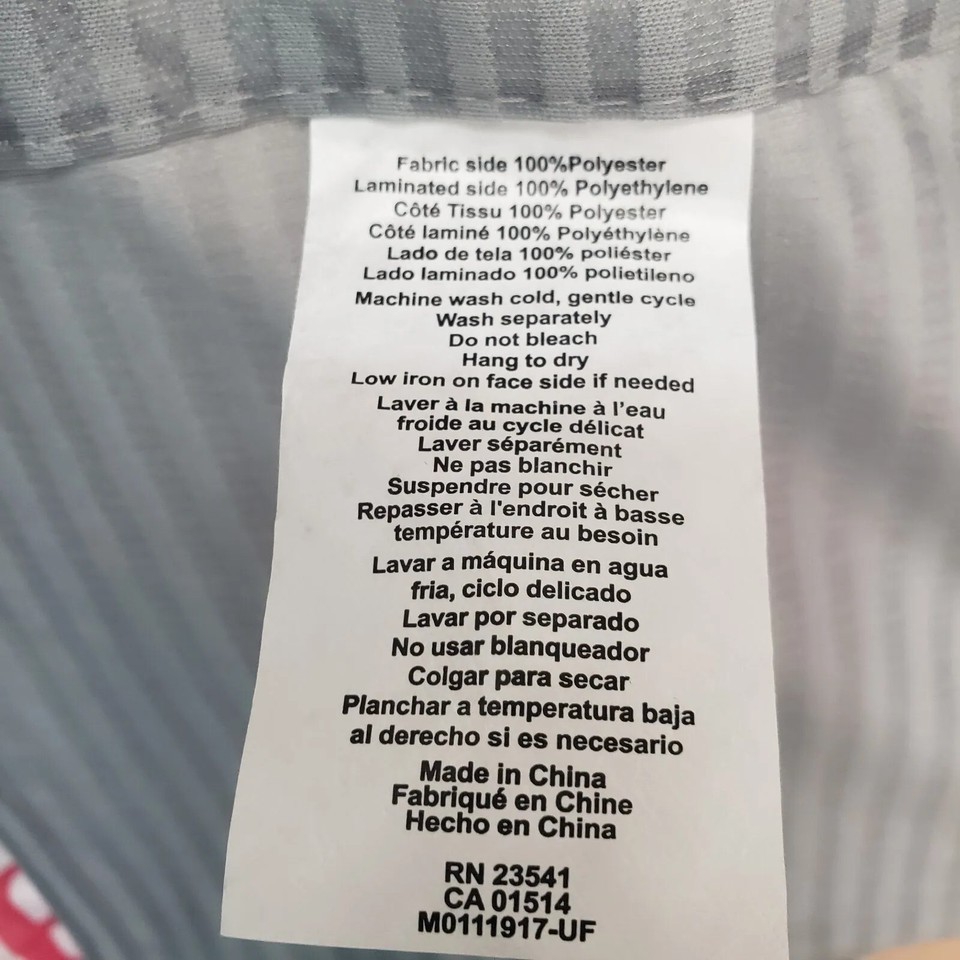 Fabric side 100%Polyester
Laminated side 100% Polyethylene
Côté Tissu 100% Polyester
Côté laminé 100% Polyéthylène
Lado de tela 100% poliéster
Lado laminado 100% polietileno
Machine wash cold, gentle cycle
Wash separately
Do not bleach
Hang to dry
Low iron on face side if needed
Laver à la machine à l'eau
froide au cycle délicat
Laver séparément
Ne pas blanchir
Suspendre pour sécher
Repasser à l'endroit à basse
température au besoin
Lavar a máquina en agua
fria, ciclo delicado
Lavar por separado
No usar blanqueador
Colgar para secar
Planchar a temperatura baja
al derecho si es necesario
Made in China
Fabriqué en Chine
Hecho en China
RN 23541
CA 01514
M0111917-UF